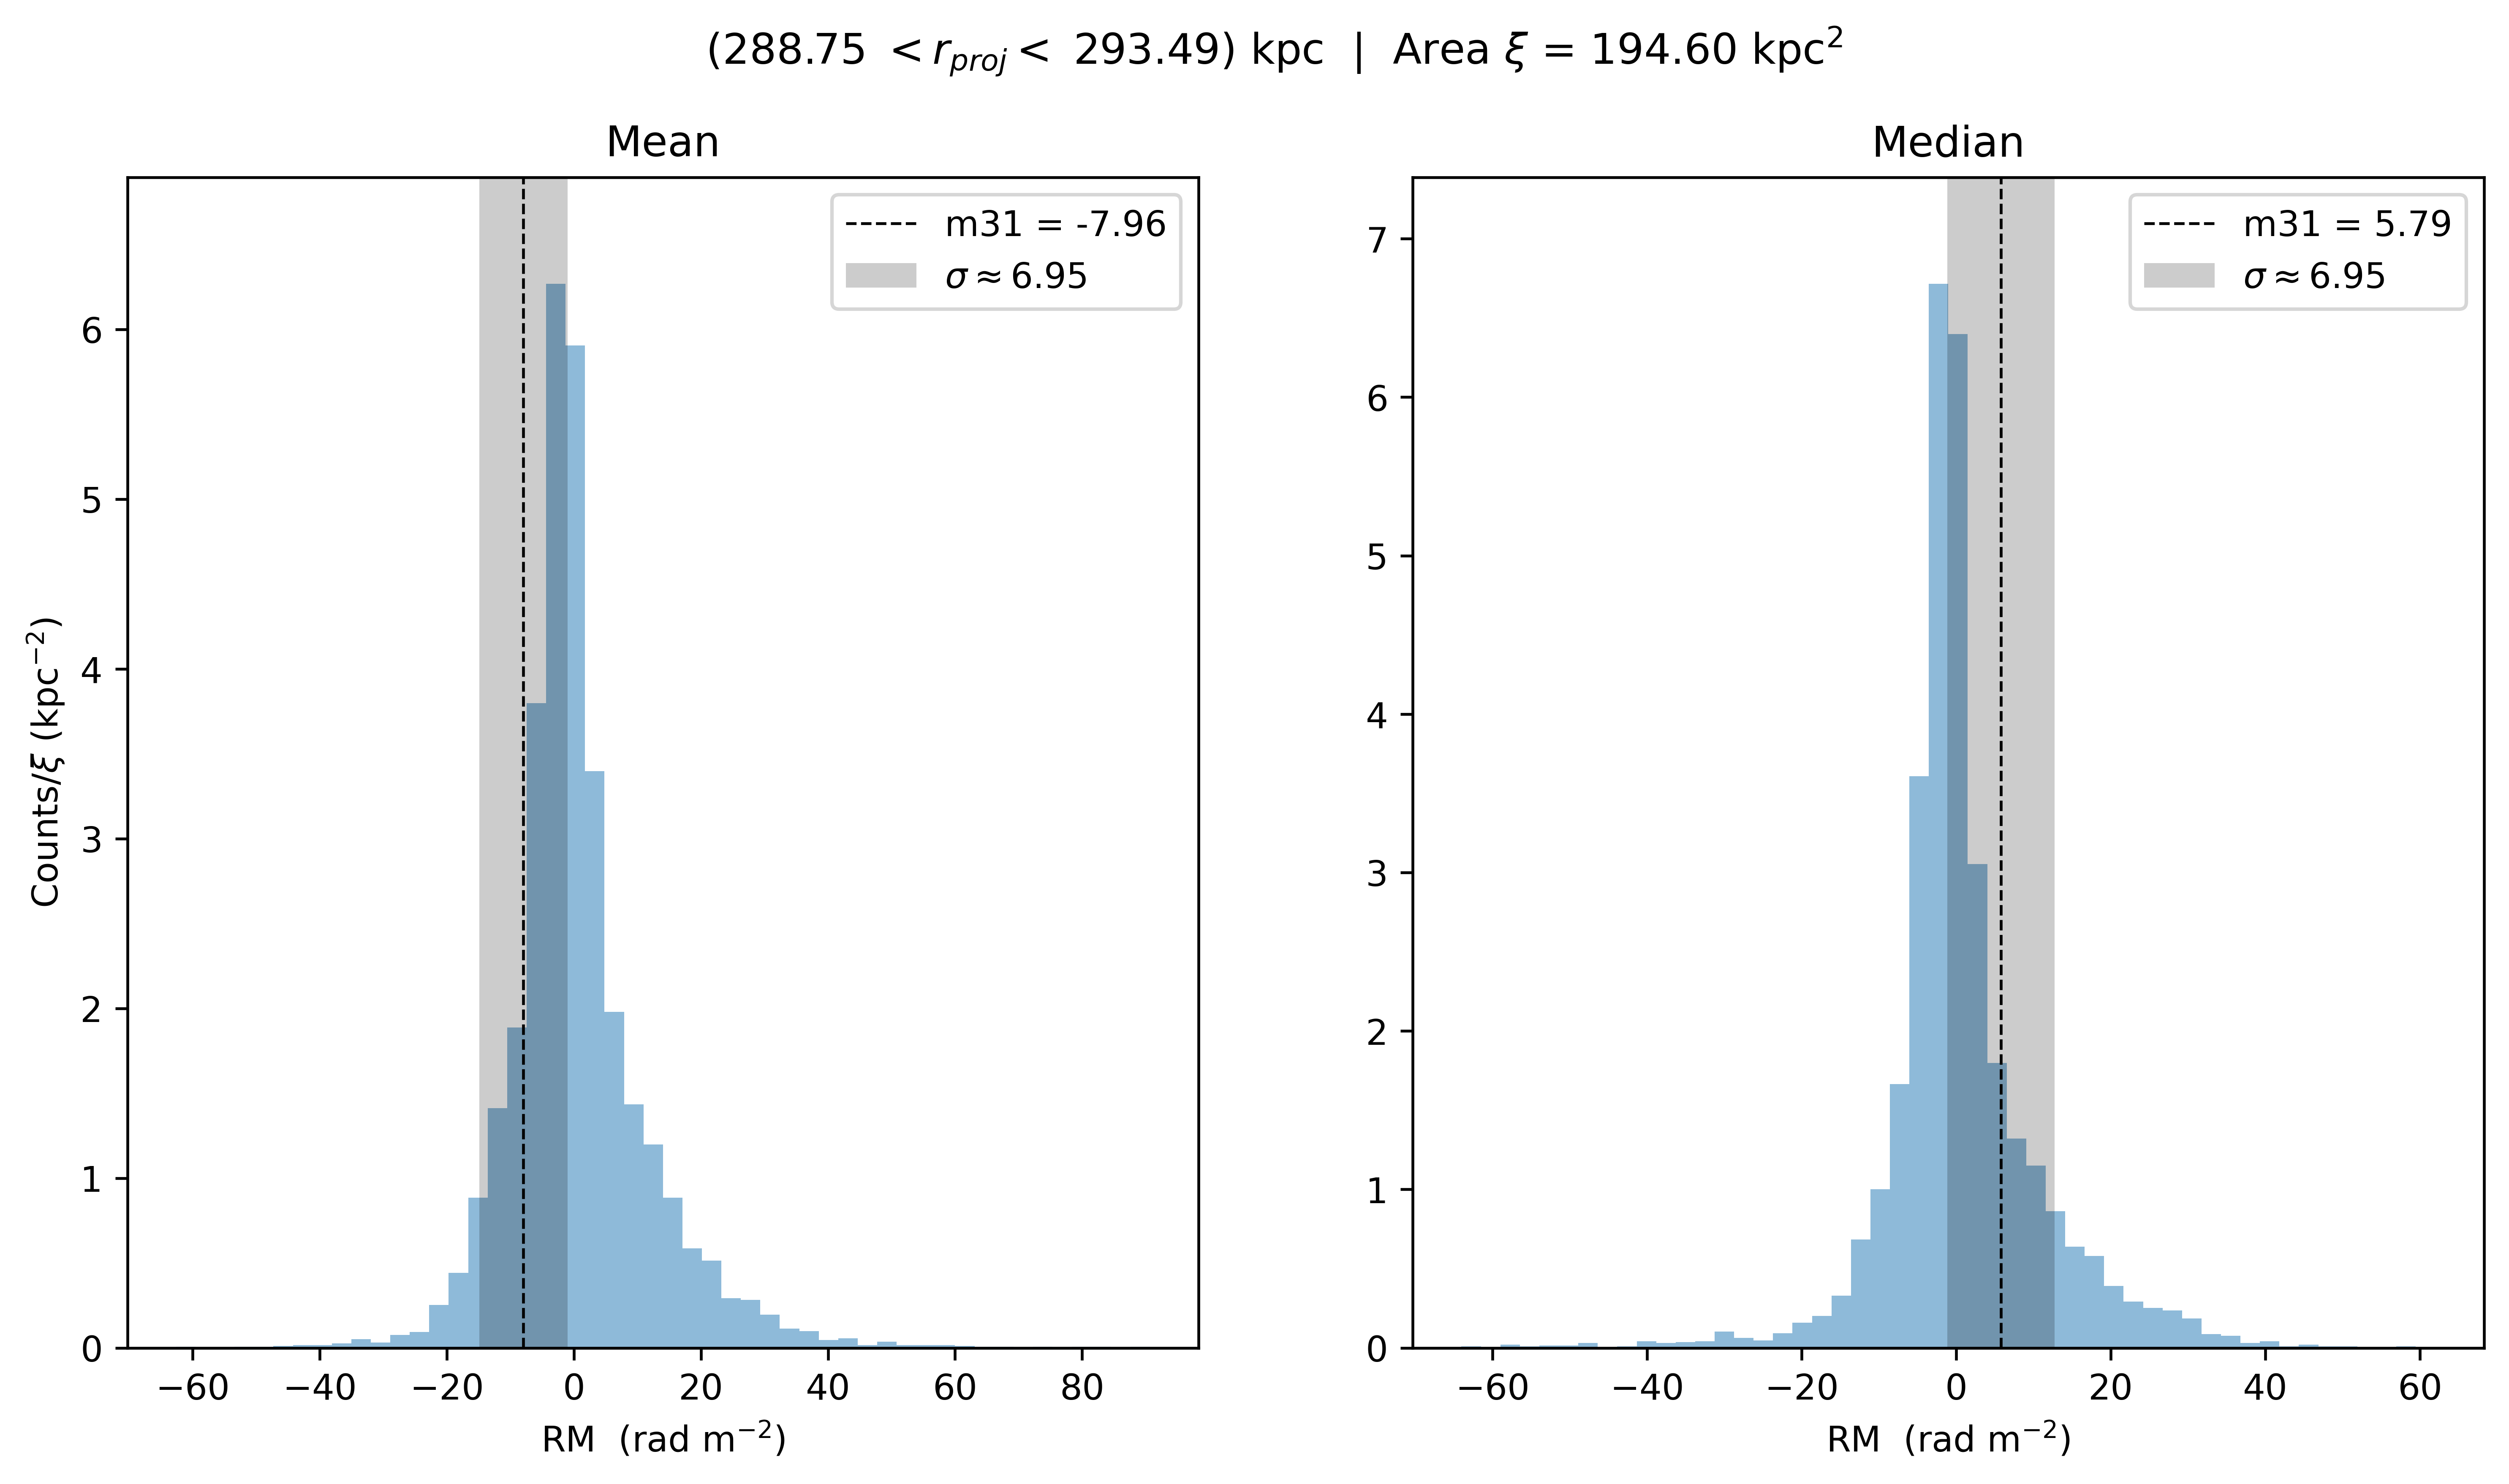 (288.75 < r_proj < 293.49) kpc | Area ξ = 194.60 kpc²
Mean
m31 = -7.96
σ ≈ 6.95
Counts/ξ (kpc⁻²)
6
5
4
3
2
1
0
−60 −40 −20 0 20 40 60 80
RM (rad m⁻²)
Median
m31 = 5.79
σ ≈ 6.95
7
6
5
4
3
2
1
0
−60 −40 −20 0 20 40 60
RM (rad m⁻²)